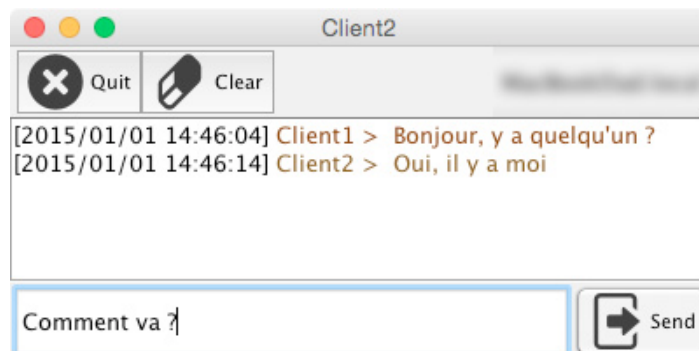 Client2
Quit Clear
[2015/01/01 14:46:04] Client1 > Bonjour, y a quelqu'un ?
[2015/01/01 14:46:14] Client2 > Oui, il y a moi
Comment va ?
Send